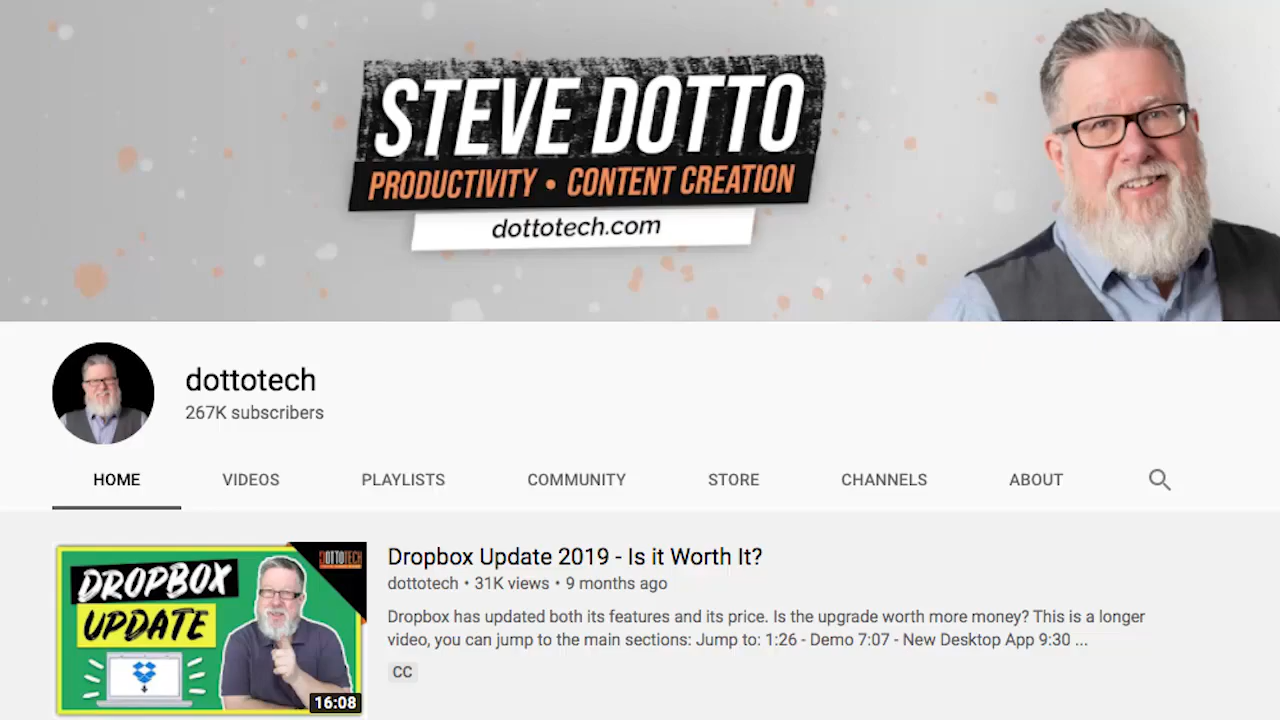 STEVE DOTTO
PRODUCTIVITY • CONTENT CREATION
dottotech.com
dottotech
267K subscribers
HOME VIDEOS PLAYLISTS COMMUNITY STORE CHANNELS ABOUT
DROPBOX
UPDATE
DOTTOTECH
16:08
Dropbox Update 2019 - Is it Worth It?
dottotech • 31K views • 9 months ago
Dropbox has updated both its features and its price. Is the upgrade worth more money? This is a longer
video, you can jump to the main sections: Jump to: 1:26 - Demo 7:07 - New Desktop App 9:30 ...
CC